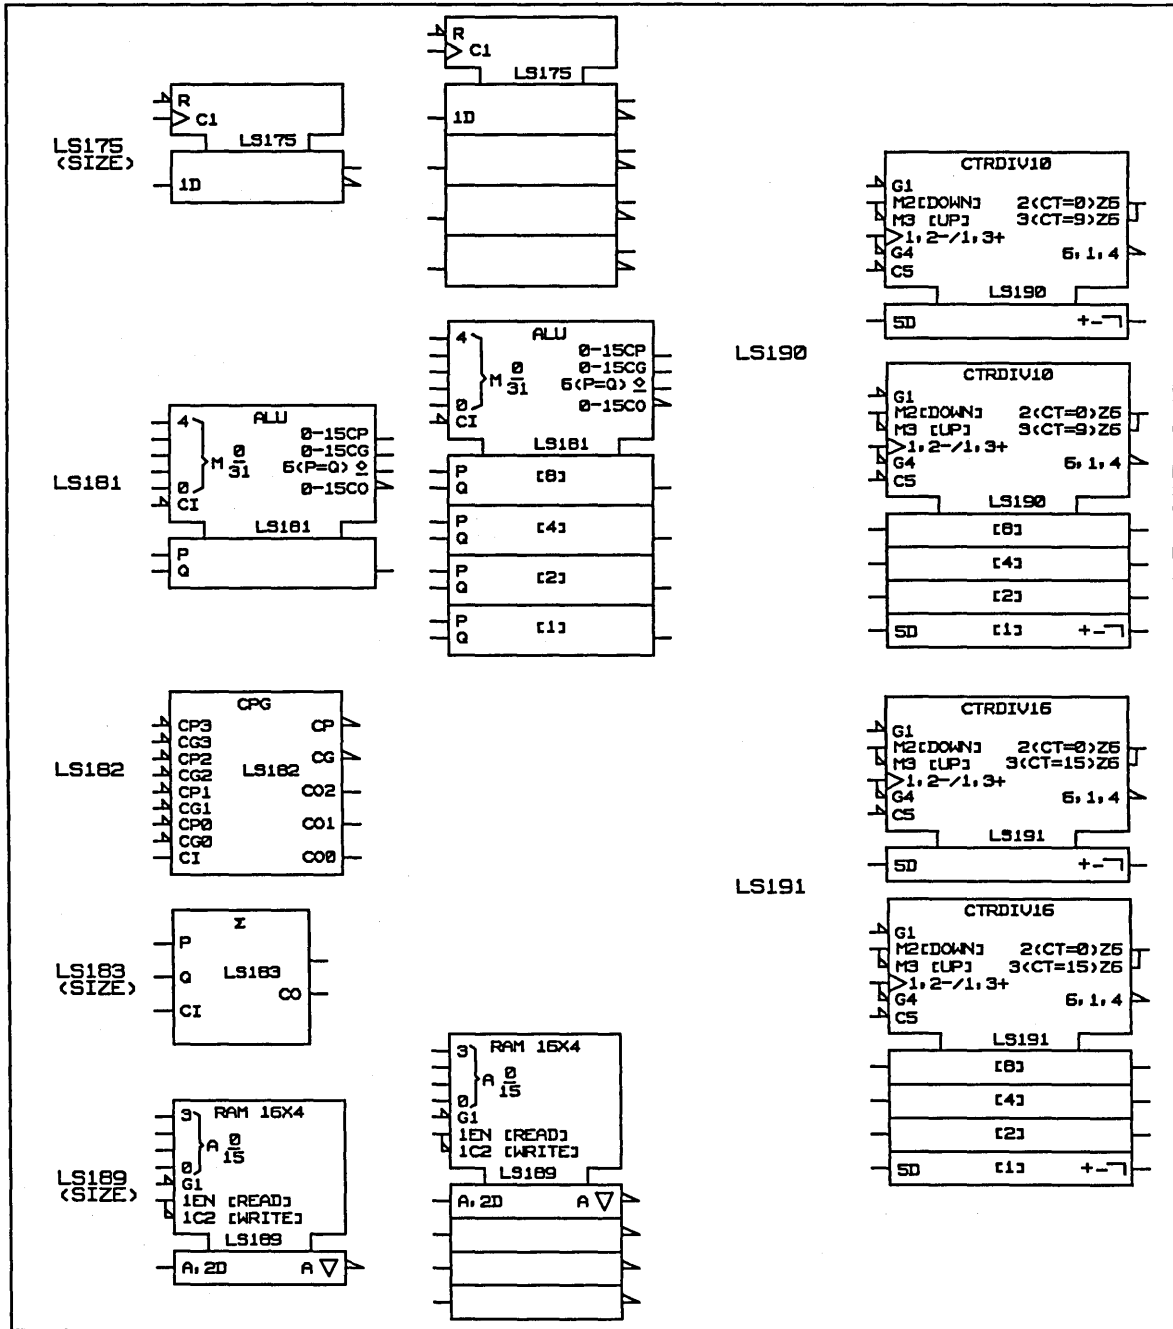 LS175
(SIZE)
R
C1
LS175
1D
R
C1
LS175
1D
LS181
4
0
CI
M 0
31
ALU
0-15CP
0-15CG
6(P=Q) ◇
0-15CO
LS181
P
Q
4
0
CI
M 0
31
ALU
0-15CP
0-15CG
6(P=Q) ◇
0-15CO
LS181
P
Q
[8]
P
Q
[4]
P
Q
[2]
P
Q
[1]
LS182
CPG
CP3
CG3
CP2
CG2
CP1
CG1
CP0
CG0
CI
LS182
CP
CG
CO2
CO1
CO0
LS183
(SIZE)
Σ
P
Q
CI
LS183
CO
LS189
(SIZE)
RAM 16X4
3
0
A 0
15
G1
1EN [READ]
1C2 [WRITE]
LS189
A,2D A ▽
RAM 16X4
3
0
A 0
15
G1
1EN [READ]
1C2 [WRITE]
LS189
A,2D A ▽
LS190
CTRDIV10
G1
M2[DOWN] 2(CT=0)Z6
M3 [UP] 3(CT=9)Z6
1,2-/1,3+
G4 6,1,4
C5
LS190
5D +-¬
CTRDIV10
G1
M2[DOWN] 2(CT=0)Z6
M3 [UP] 3(CT=9)Z6
1,2-/1,3+
G4 6,1,4
C5
LS190
[8]
[4]
[2]
5D [1] +-¬
LS191
CTRDIV16
G1
M2[DOWN] 2(CT=0)Z6
M3 [UP] 3(CT=15)Z6
1,2-/1,3+
G4 6,1,4
C5
LS191
5D +-¬
CTRDIV16
G1
M2[DOWN] 2(CT=0)Z6
M3 [UP] 3(CT=15)Z6
1,2-/1,3+
G4 6,1,4
C5
LS191
[8]
[4]
[2]
5D [1] +-¬